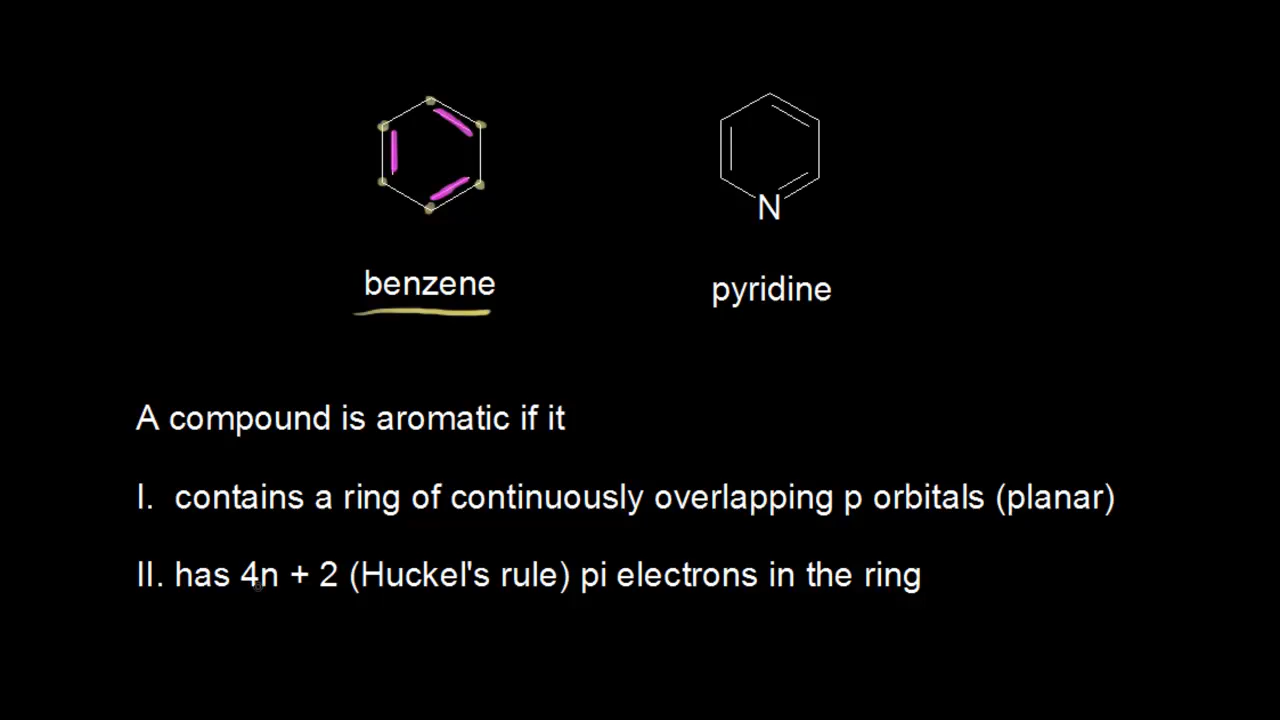 N
benzene
pyridine
A compound is aromatic if it
I. contains a ring of continuously overlapping p orbitals (planar)
II. has 4n + 2 (Huckel's rule) pi electrons in the ring